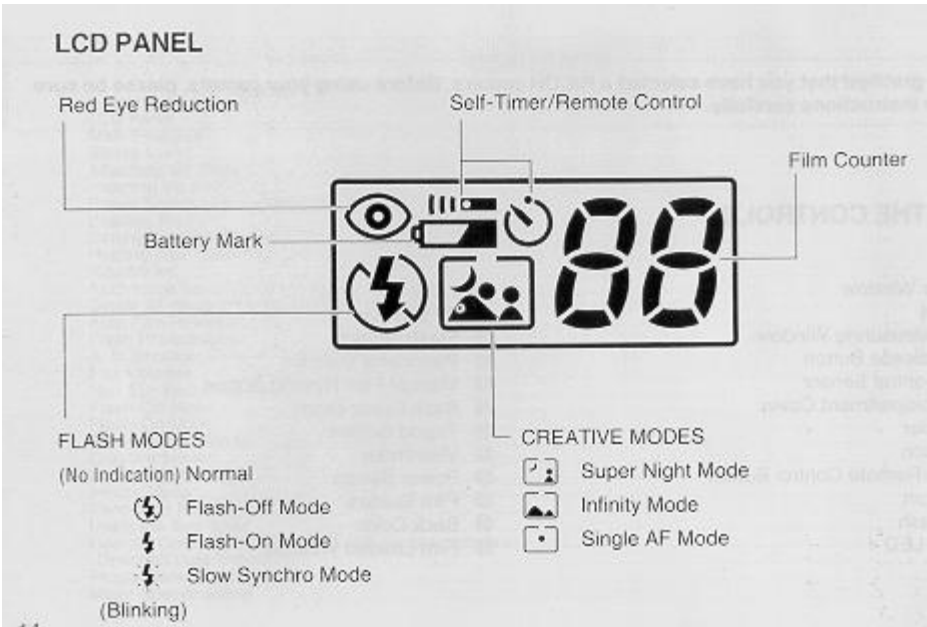 LCD PANEL
Red Eye Reduction
Self-Timer/Remote Control
Film Counter
Battery Mark
88
FLASH MODES
(No Indication) Normal
Flash-Off Mode
Flash-On Mode
Slow Synchro Mode
(Blinking)
CREATIVE MODES
Super Night Mode
Infinity Mode
Single AF Mode